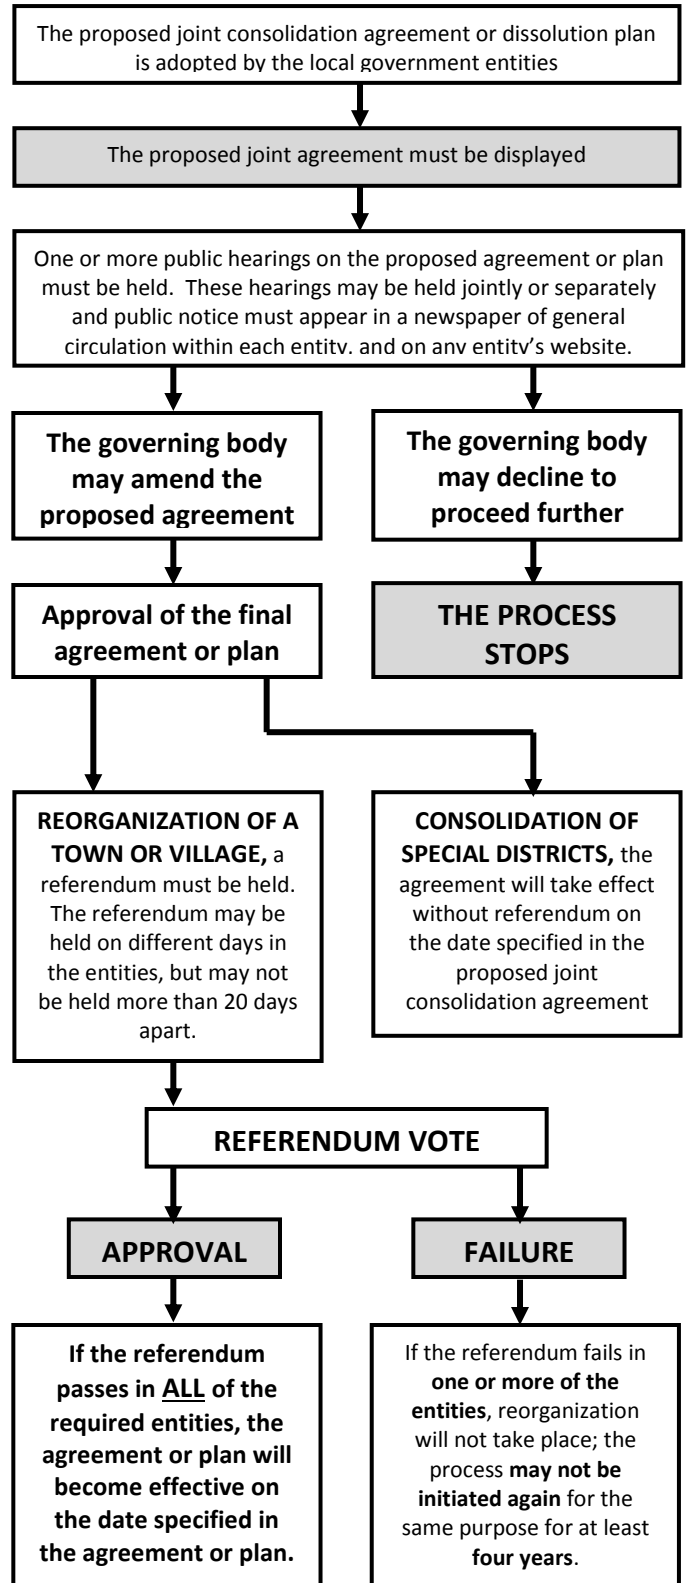 The proposed joint consolidation agreement or dissolution plan
is adopted by the local government entities
The proposed joint agreement must be displayed
One or more public hearings on the proposed agreement or plan
must be held. These hearings may be held jointly or separately
and public notice must appear in a newspaper of general
circulation within each entity, and on any entity's website.
The governing body
may amend the
proposed agreement
The governing body
may decline to
proceed further
Approval of the final
agreement or plan
THE PROCESS
STOPS
REORGANIZATION OF A
TOWN OR VILLAGE, a
referendum must be held.
The referendum may be
held on different days in
the entities, but may not
be held more than 20 days
apart.
CONSOLIDATION OF
SPECIAL DISTRICTS, the
agreement will take effect
without referendum on
the date specified in the
proposed joint
consolidation agreement
REFERENDUM VOTE
APPROVAL
FAILURE
If the referendum
passes in ALL of the
required entities, the
agreement or plan will
become effective on
the date specified in
the agreement or plan.
If the referendum fails in
one or more of the
entities, reorganization
will not take place; the
process may not be
initiated again for the
same purpose for at least
four years.